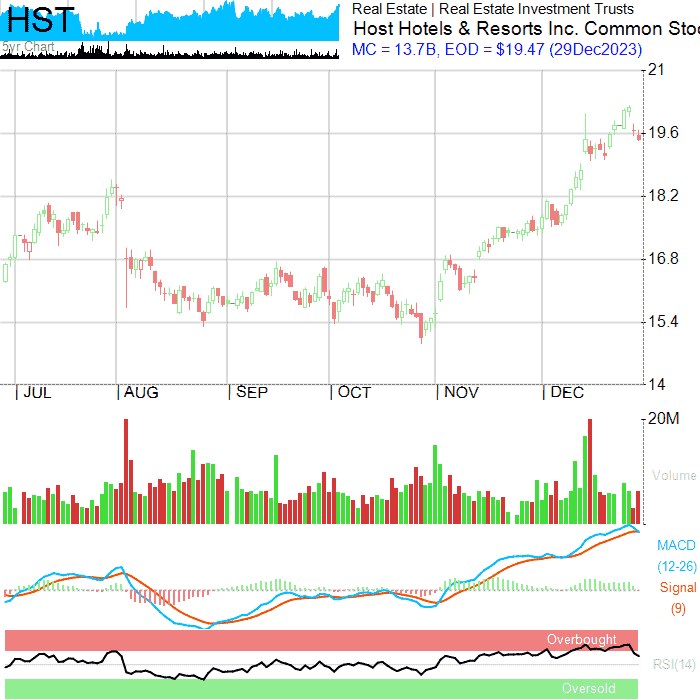 HST
5yr Chart
Real Estate | Real Estate Investment Trusts
Host Hotels & Resorts Inc. Common Stoc
MC = 13.7B, EOD = $19.47 (29Dec2023)
21
19.6
18.2
16.8
15.4
14
| JUL | AUG | SEP | OCT | NOV | DEC
20M
Volume
MACD
(12-26)
Signal
(9)
Overbought
RSI(14)
Oversold